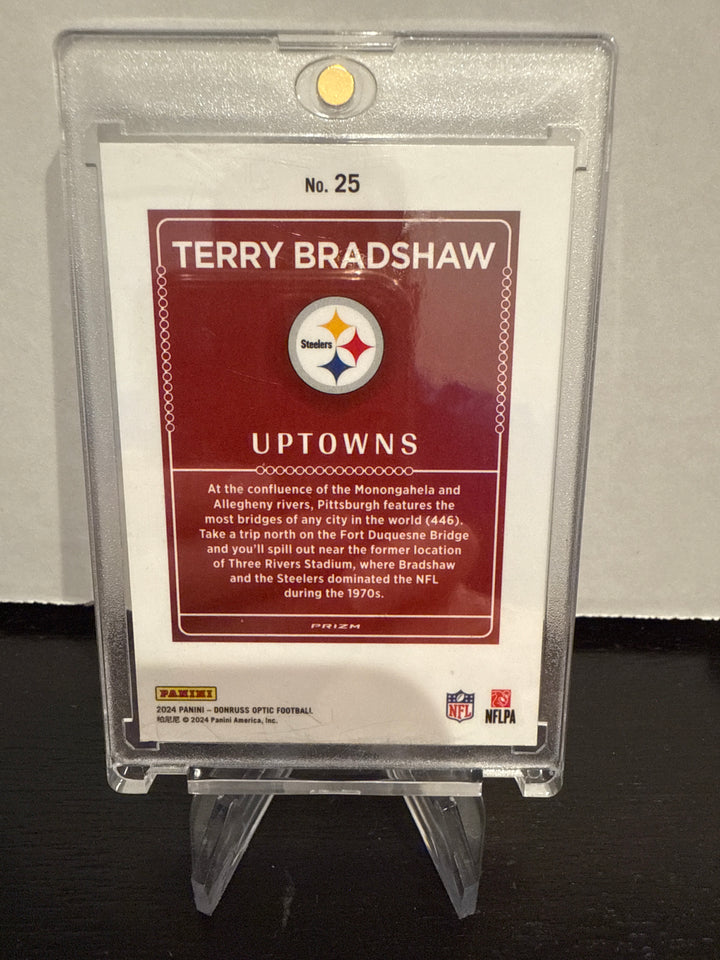 No. 25
TERRY BRADSHAW
Steelers
UPTOWNS
At the confluence of the Monongahela and
Allegheny rivers, Pittsburgh features the
most bridges of any city in the world (446).
Take a trip north on the Fort Duquesne Bridge
and you'll spill out near the former location
of Three Rivers Stadium, where Bradshaw
and the Steelers dominated the NFL
during the 1970s.
PRIZM
PANINI
2024 PANINI – DONRUSS OPTIC FOOTBALL
帕尼尼 © 2024 Panini America, Inc.
NFL
NFLPA